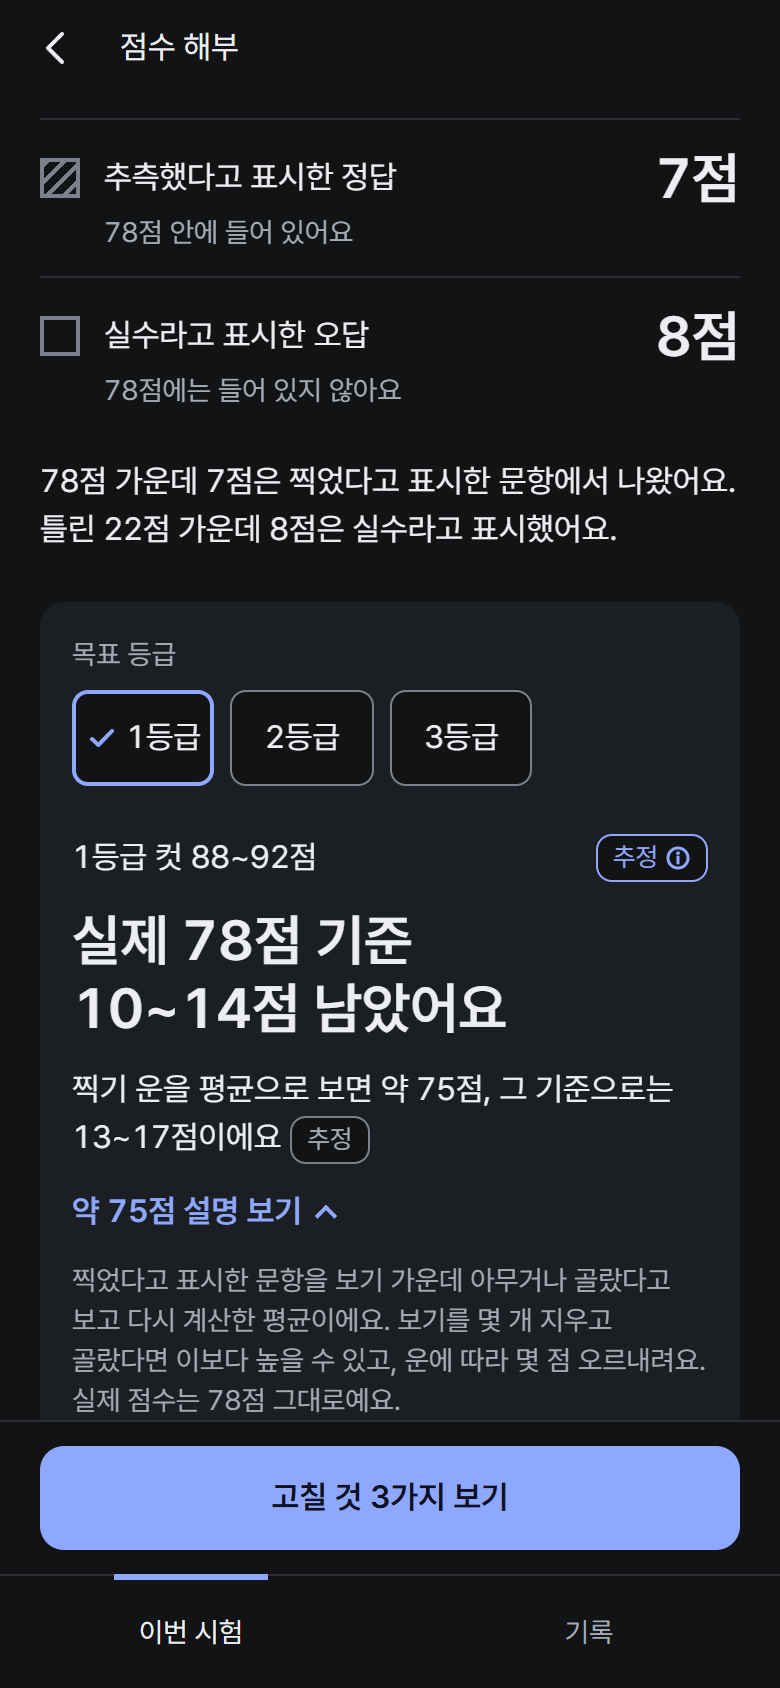 점수 해부
추측했다고 표시한 정답
7점
78점 안에 들어 있어요
실수라고 표시한 오답
8점
78점에는 들어 있지 않아요
78점 가운데 7점은 찍었다고 표시한 문항에서 나왔어요.
틀린 22점 가운데 8점은 실수라고 표시했어요.
목표 등급
1등급
2등급
3등급
1등급 컷 88~92점
추정
실제 78점 기준
10~14점 남았어요
찍기 운을 평균으로 보면 약 75점, 그 기준으로는
13~17점이에요 추정
약 75점 설명 보기
찍었다고 표시한 문항을 보기 가운데 아무거나 골랐다고
보고 다시 계산한 평균이에요. 보기를 몇 개 지우고
골랐다면 이보다 높을 수 있고, 운에 따라 몇 점 오르내려요.
실제 점수는 78점 그대로예요.
고칠 것 3가지 보기
이번 시험
기록